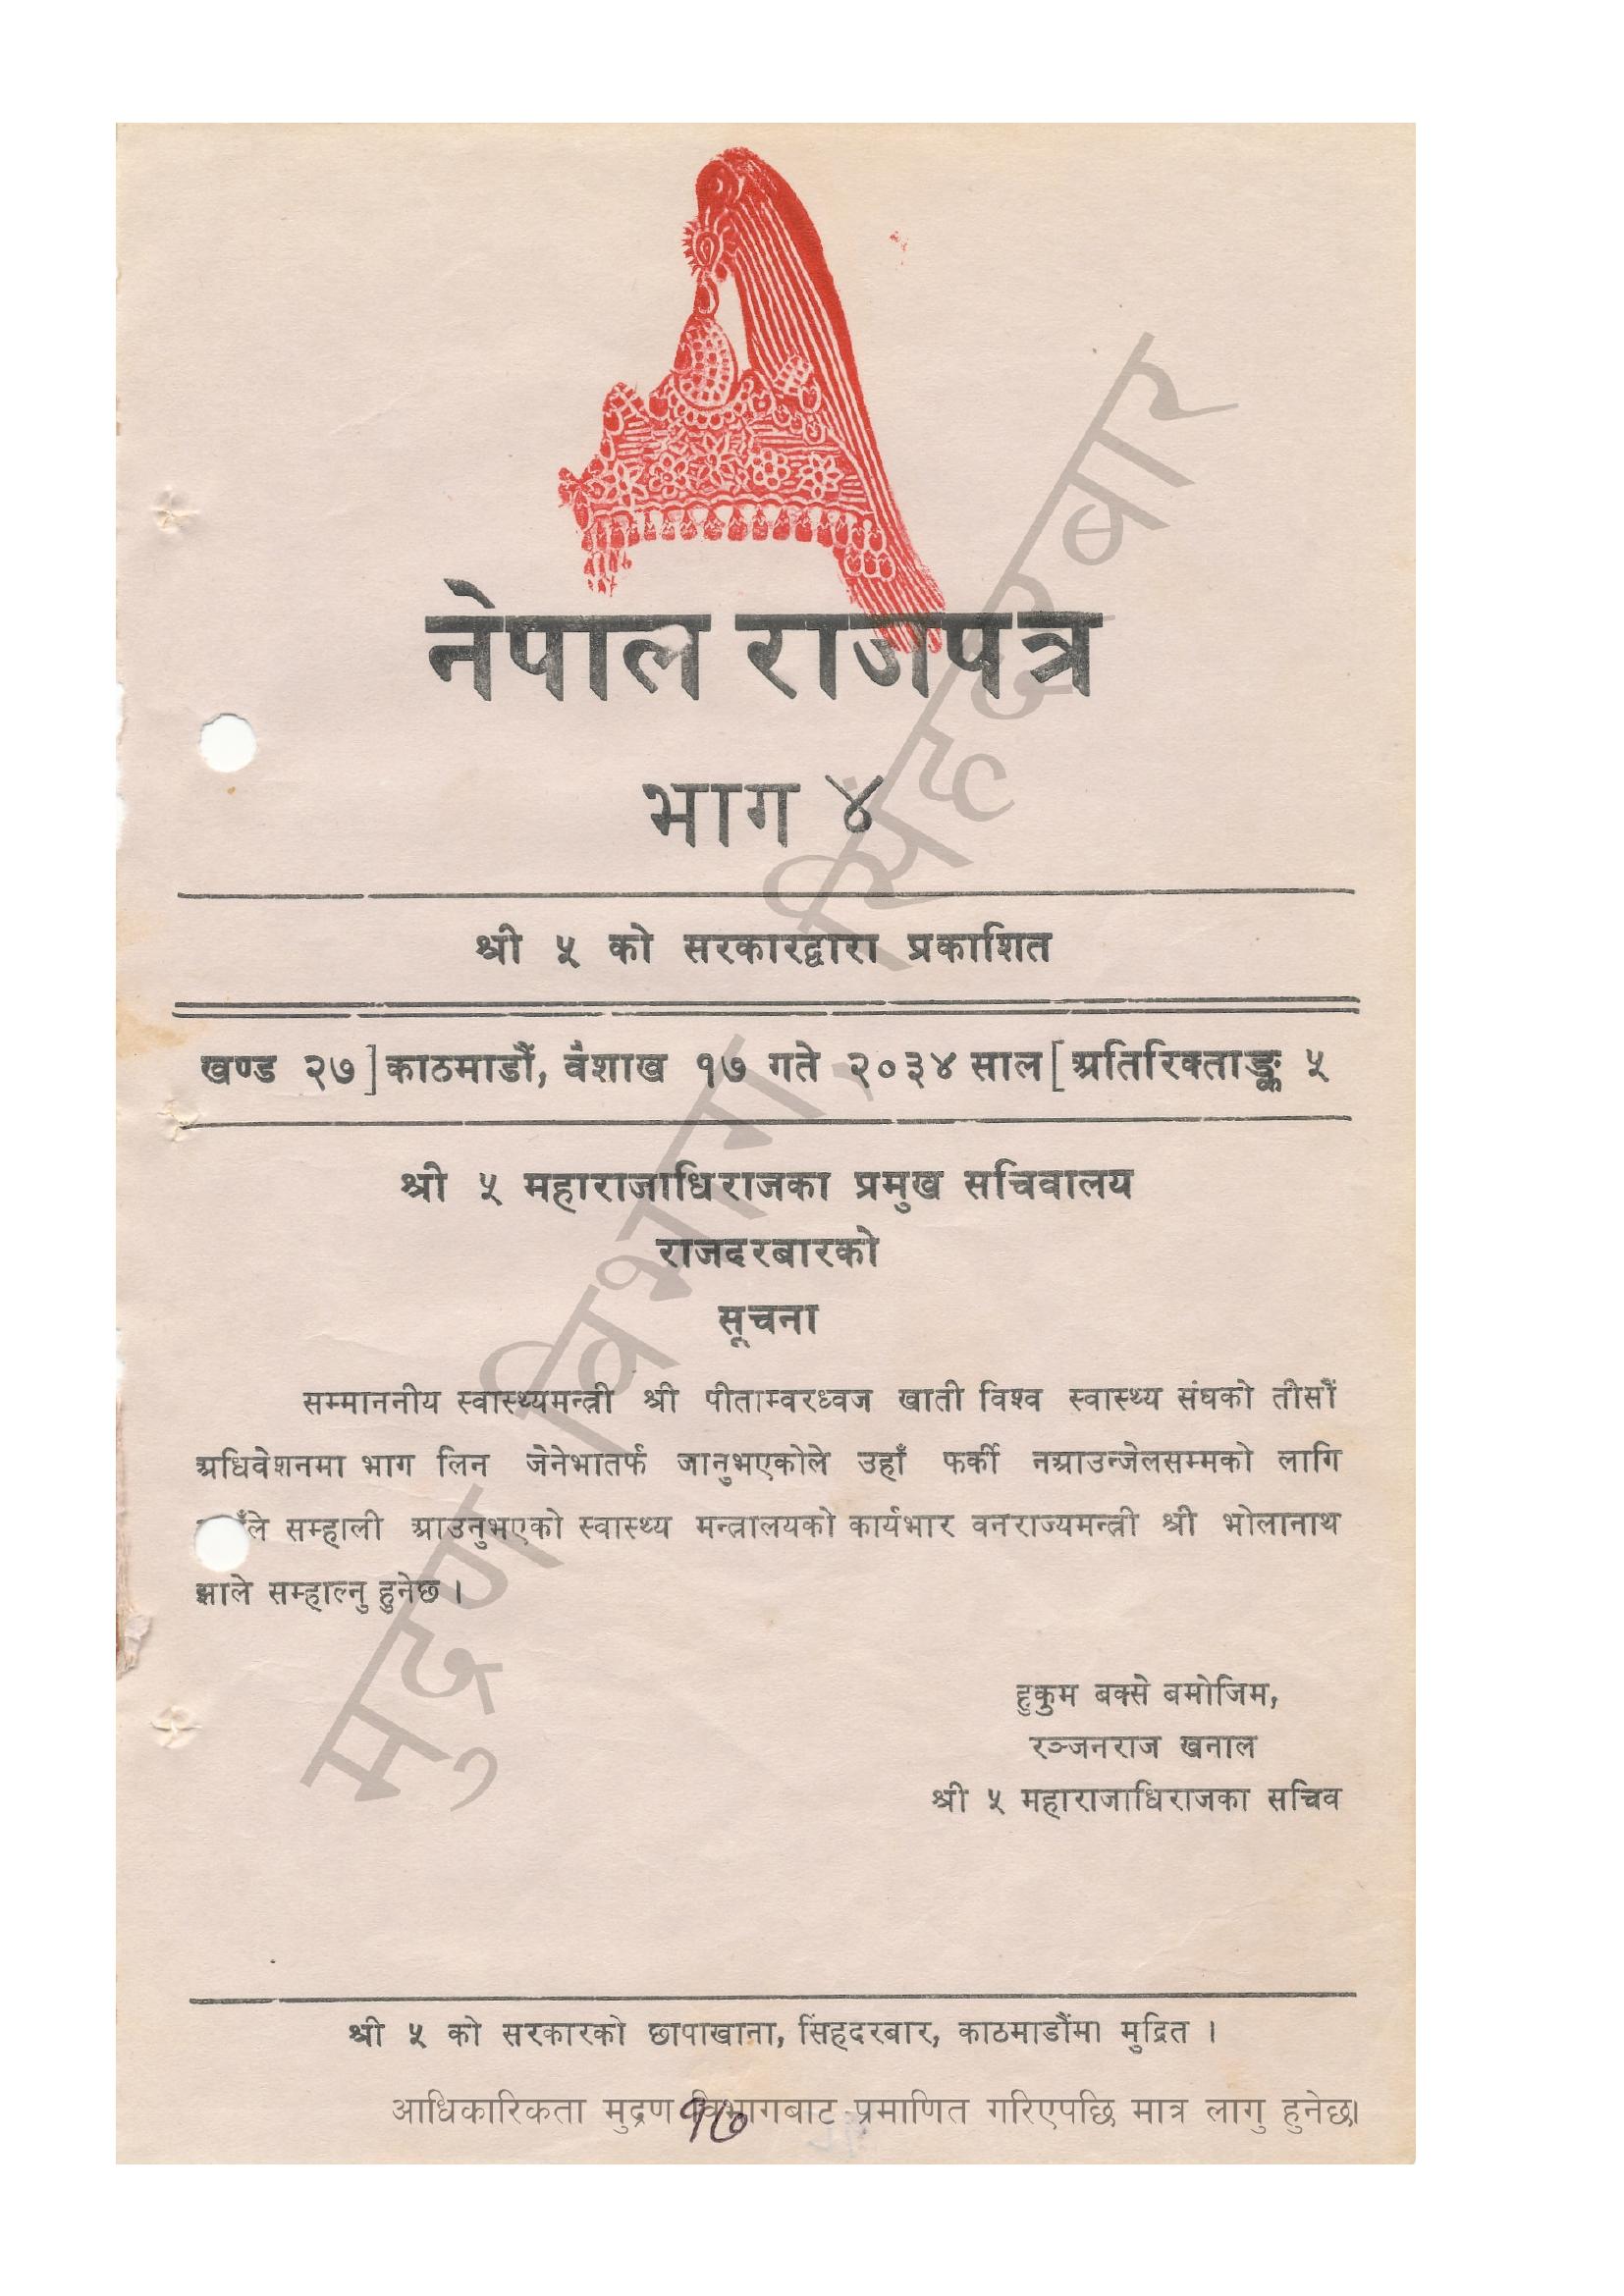 नेपाल राजपत्र
भाग ४
श्री ५ को सरकारद्वारा प्रकाशित
खण्ड २७] काठमाडौं, वैशाख १७ गते २०३४ साल [ अतिरिक्ताङ्क ५
श्री ५ महाराजाधिराजका प्रमुख सचिवालय
राजदरबारको
सूचना
सम्माननीय स्वास्थ्यमन्त्री श्री पीताम्वरध्वज खाती विश्व स्वास्थ्य संघको तीसौं
अधिवेशनमा भाग लिन जेनेभातर्फ जानुभएकोले उहाँ फर्की नआउन्जेलसम्मको लागि
सम्हाली आउनुभएको स्वास्थ्य मन्त्रालयको कार्यभार वनराज्यमन्त्री श्री भोलानाथ
झाले सम्हाल्नु हुनेछ ।
हुकुम बक्से बमोजिम,
रञ्जनराज खनाल
श्री ५ महाराजाधिराजका सचिव
श्री ५ को सरकारको छापाखाना, सिंहदरबार, काठमाडौंमा मुद्रित ।
आधिकारिकता मुद्रण विभागबाट प्रमाणित गरिएपछि मात्र लागु हुनेछ।
१७
मुद्रण विभाग, सिंहदरबार